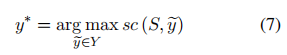 y* = arg max sc (S, ỹ) (7)
ỹ∈Y